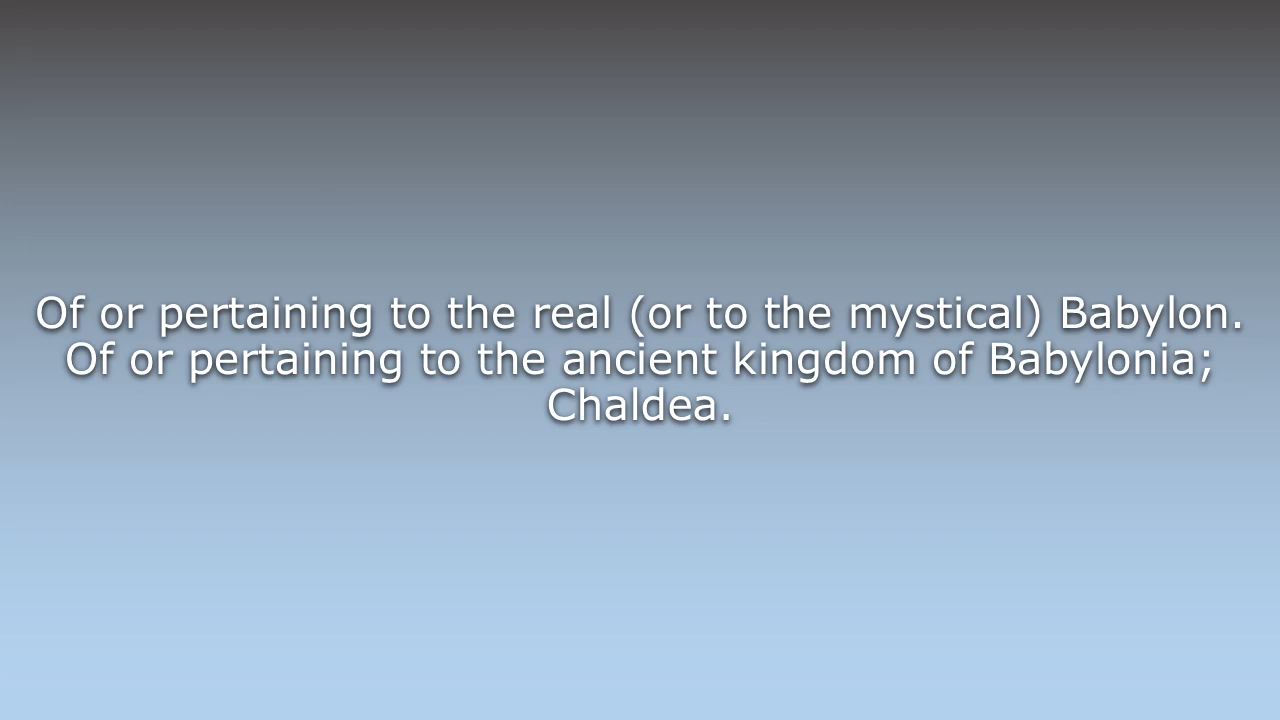 Of or pertaining to the real (or to the mystical) Babylon.
Of or pertaining to the ancient kingdom of Babylonia;
Chaldea.